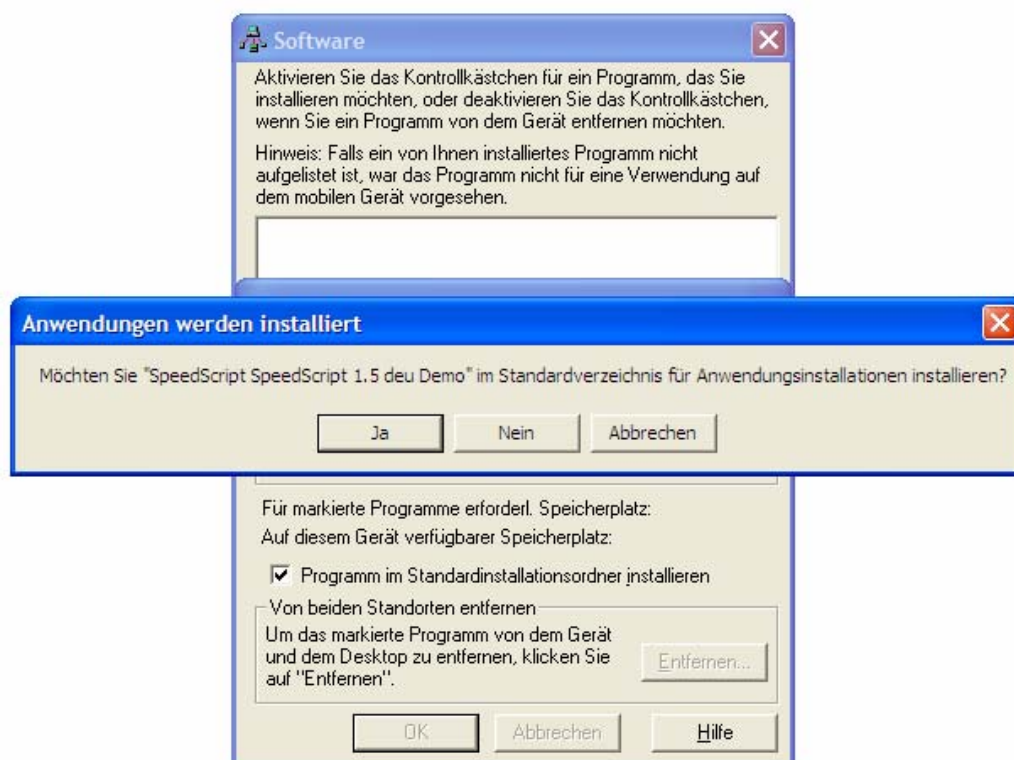 Software
Aktivieren Sie das Kontrollkästchen für ein Programm, das Sie
installieren möchten, oder deaktivieren Sie das Kontrollkästchen,
wenn Sie ein Programm von dem Gerät entfernen möchten.
Hinweis: Falls ein von Ihnen installiertes Programm nicht
aufgelistet ist, war das Programm nicht für eine Verwendung auf
dem mobilen Gerät vorgesehen.
Anwendungen werden installiert
Möchten Sie "SpeedScript SpeedScript 1.5 deu Demo" im Standardverzeichnis für Anwendungsinstallationen installieren?
Ja Nein Abbrechen
Für markierte Programme erforderl. Speicherplatz:
Auf diesem Gerät verfügbarer Speicherplatz:
Programm im Standardinstallationsordner installieren
Von beiden Standorten entfernen
Um das markierte Programm von dem Gerät
und dem Desktop zu entfernen, klicken Sie
auf "Entfernen".
Entfernen...
OK Abbrechen Hilfe